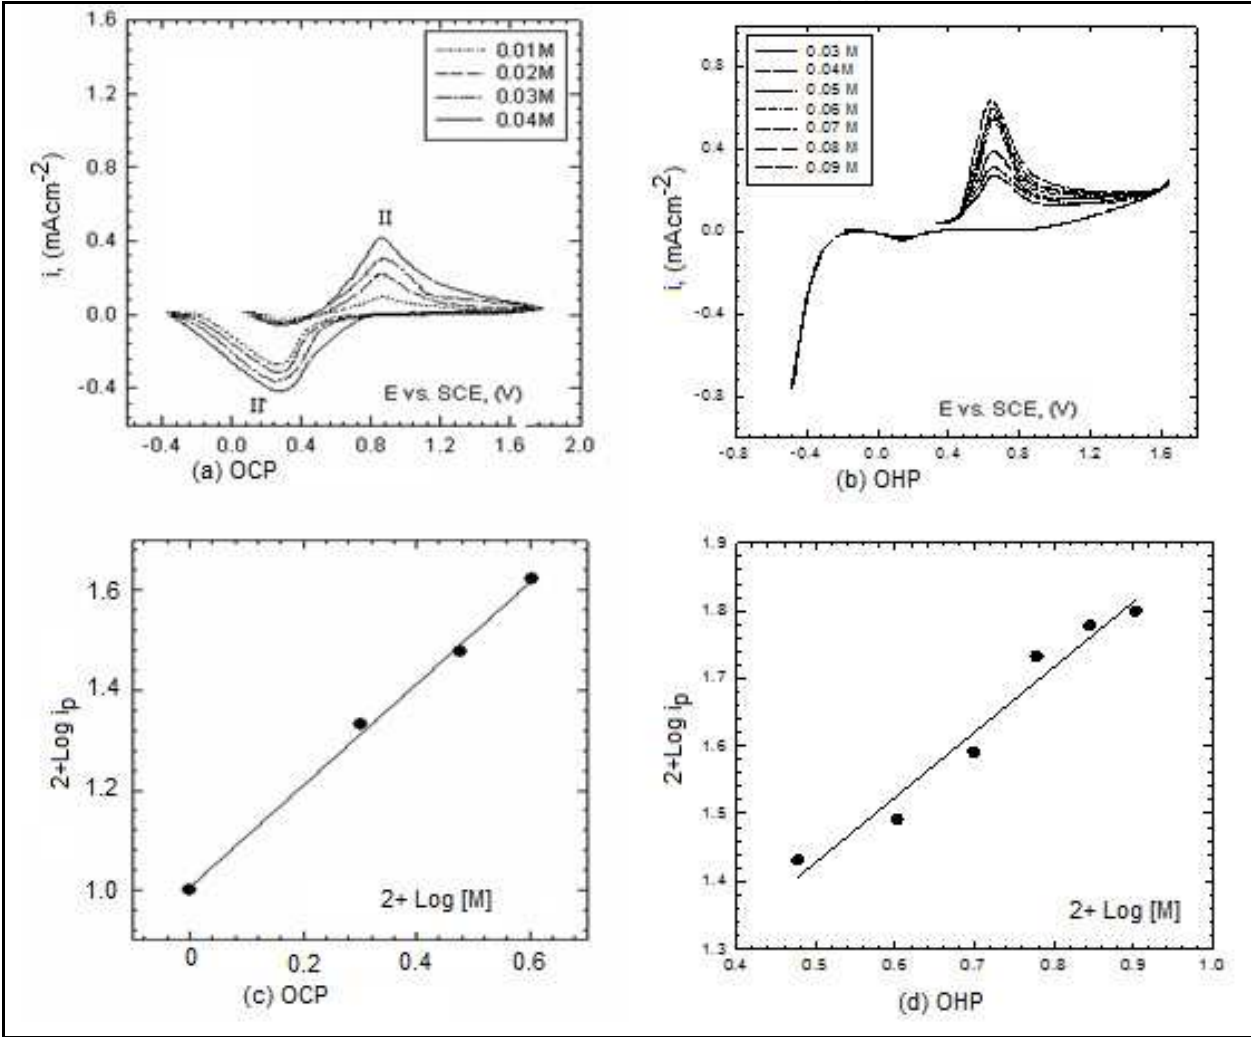 1.6
1.2
0.8
0.4
0.0
-0.4
i, (mAcm-2)
0.01M
0.02M
0.03M
0.04M
II
II'
E vs. SCE, (V)
-0.4 0.0 0.4 0.8 1.2 1.6 2.0
(a) OCP
0.8
0.4
0.0
-0.4
-0.8
i, (mAcm-2)
0.03 M
0.04M
0.05 M
0.06 M
0.07 M
0.08 M
0.09 M
E vs. SCE, (V)
-0.8 -0.4 0.0 0.4 0.8 1.2 1.6
(b) OHP
1.6
1.4
1.2
1.0
2+Log ip
2+ Log [M]
0 0.2 0.4 0.6
(c) OCP
1.9
1.8
1.7
1.6
1.5
1.4
1.3
2+Log ip
2+ Log [M]
0.4 0.5 0.6 0.7 0.8 0.9 1.0
(d) OHP